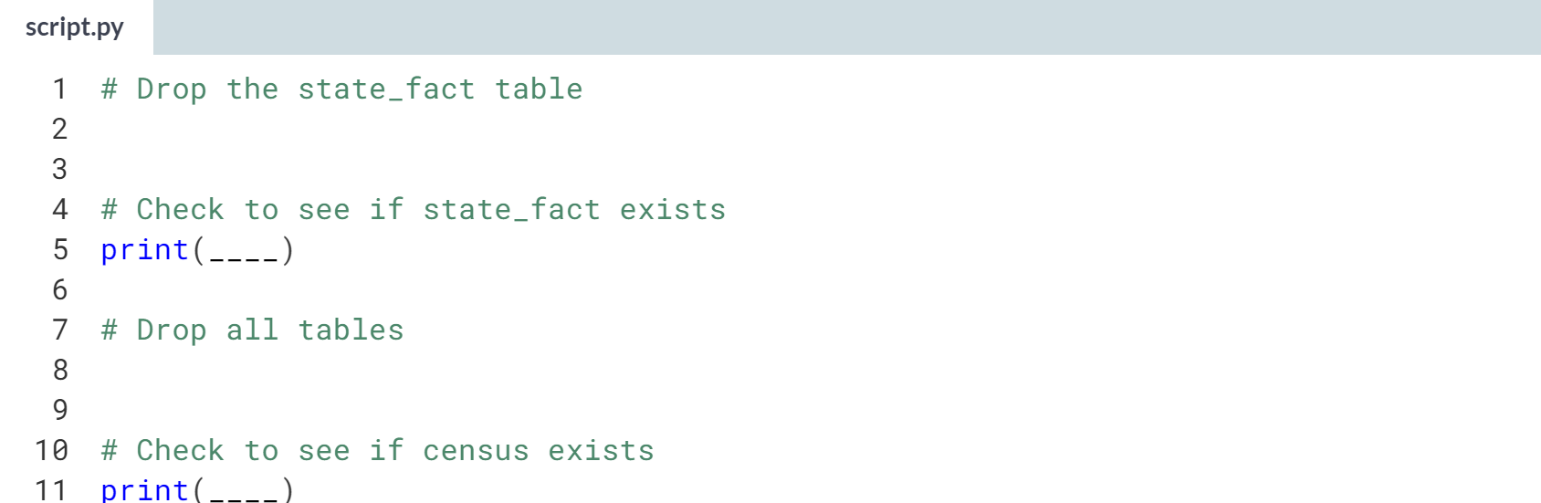 script.py
1 # Drop the state_fact table
2
3
4 # Check to see if state_fact exists
5 print(____)
6
7 # Drop all tables
8
9
10 # Check to see if census exists
11 print(____)